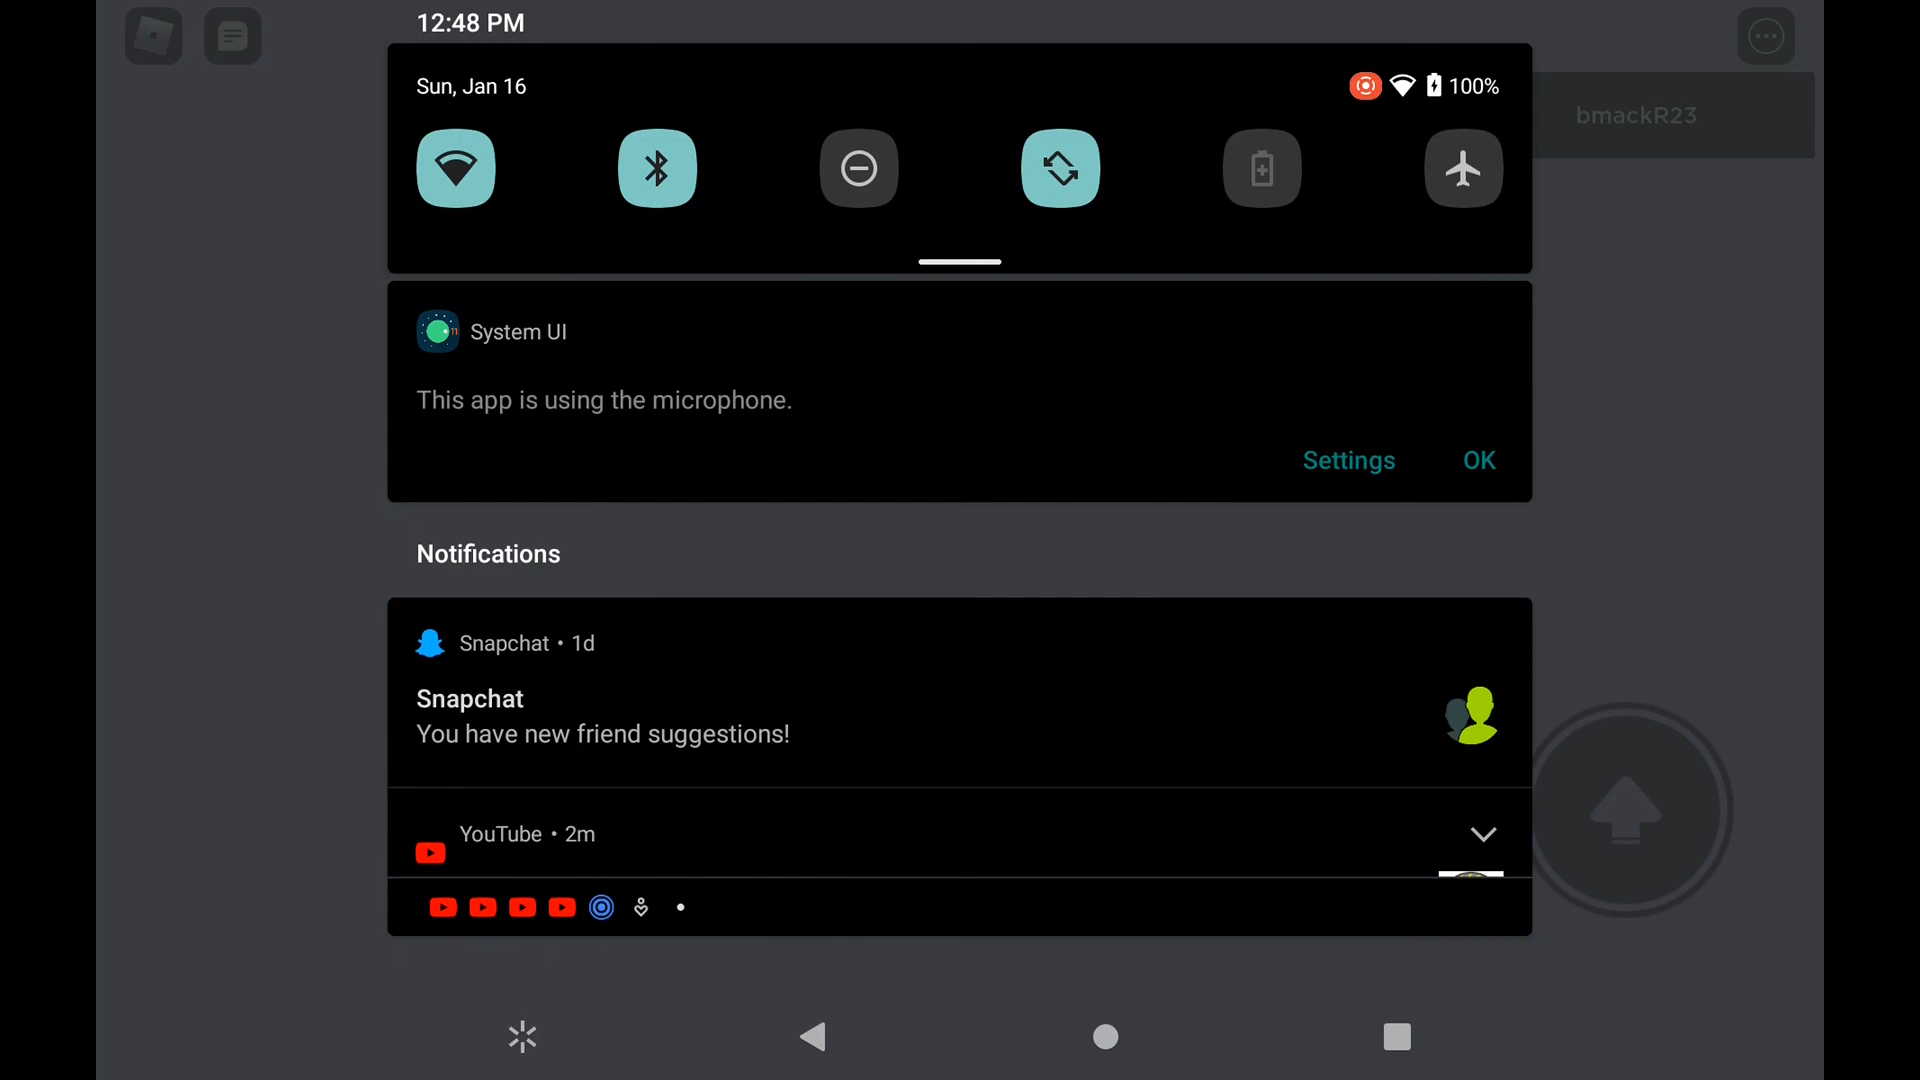 12:48 PM
Sun, Jan 16
100%
bmackR23
11
System UI
This app is using the microphone.
Settings
OK
Notifications
Snapchat • 1d
Snapchat
You have new friend suggestions!
YouTube • 2m